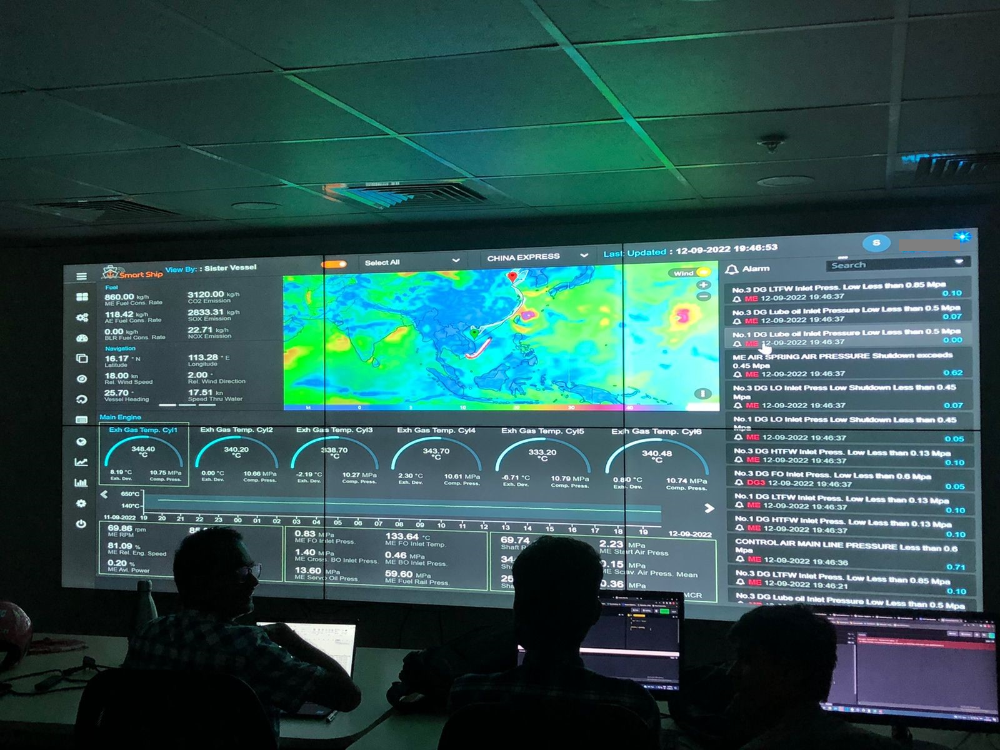 Smart Ship
View By: : Sister Vessel
Select All
CHINA EXPRESS
Last Updated : 12-09-2022 19:46:53
S
Fuel
860.00 kg/h
ME Fuel Cons. Rate
3120.00 kg/h
CO2 Emission
118.42 kg/h
AE Fuel Cons. Rate
2833.31 kg/h
SOX Emission
0.00 kg/h
BLR Fuel Cons. Rate
22.71 kg/h
NOX Emission
Navigation
16.17 ° N
Latitude
113.28 ° E
Longitude
18.00 kn
Rel. Wind Speed
2.00 °
Rel. Wind Direction
25.70 °
Vessel Heading
17.51 kn
Speed Thru Water
Wind
+
−
kt 0 3 10 20 30 40
Alarm
Search
No.3 DG LTFW Inlet Press. Low Less than 0.85 Mpa
ME 12-09-2022 19:46:37 0.10
No.3 DG Lube oil Inlet Pressure Low Less than 0.5 Mpa
ME 12-09-2022 19:46:37 0.07
No.1 DG Lube oil Inlet Pressure Low Less than 0.5 Mpa
ME 12-09-2022 19:46:37 0.00
ME AIR SPRING AIR PRESSURE Shutdown exceeds
0.45 Mpa
ME 12-09-2022 19:46:37 0.62
No.3 DG LO Inlet Press Low Shutdown Less than 0.45
Mpa
ME 12-09-2022 19:46:37 0.07
No.1 DG LO Inlet Press Low Shutdown Less than 0.45
Mpa
ME 12-09-2022 19:46:37 0.05
No.3 DG HTFW Inlet Press. Low Less than 0.13 Mpa
ME 12-09-2022 19:46:37 0.10
No.3 DG FO Inlet Press. Low Less than 0.6 Mpa
DG3 12-09-2022 19:46:37 0.05
No.1 DG LTFW Inlet Press. Low Less than 0.13 Mpa
ME 12-09-2022 19:46:37 0.10
No.1 DG HTFW Inlet Press. Low Less than 0.13 Mpa
ME 12-09-2022 19:46:37 0.10
CONTROL AIR MAIN LINE PRESSURE Less than 0.6
Mpa
ME 12-09-2022 19:46:36 0.71
No.3 DG LTFW Inlet Press. Low Less than 0.85 Mpa
ME 12-09-2022 19:46:21 0.10
No.3 DG Lube oil Inlet Pressure Low Less than 0.5 Mpa
Main Engine
Exh Gas Temp. Cyl1
348.40
°C
8.19 °C
Exh. Dev.
10.75 MPa
Comp. Press.
Exh Gas Temp. Cyl2
340.20
°C
0.00 °C
Exh. Dev.
10.66 MPa
Comp. Press.
Exh Gas Temp. Cyl3
338.70
°C
-2.19 °C
Exh. Dev.
10.27 MPa
Comp. Press.
Exh Gas Temp. Cyl4
343.70
°C
2.30 °C
Exh. Dev.
10.61 MPa
Comp. Press.
Exh Gas Temp. Cyl5
333.20
°C
-6.71 °C
Exh. Dev.
10.79 MPa
Comp. Press.
Exh Gas Temp. Cyl6
340.48
°C
0.80 °C
Exh. Dev.
10.74 MPa
Comp. Press.
650°C
140°C
11-09-2022 19 20 21 22 23 00 01 02 03 04 05 06 07 08 09 10 11 12 13 14 15 16 17 18 19 12-09-2022
69.86 rpm
ME RPM
81.09 %
ME Rel. Eng. Speed
0.20 %
ME Avl. Power
0.83 MPa
ME FO Inlet Press.
133.64 °C
ME FO Inlet Temp.
1.40 MPa
ME Cross. BO Inlet Press.
0.46 MPa
ME BO Inlet Press.
13.60 MPa
ME Servo Oil Press.
59.60 MPa
ME Fuel Rail Press.
69.74
Shaft
34
25
2.23 MPa
ME Start Air Press
0.15 MPa
ME Scav. Air Press. Mean
0.36 MPa
MCR